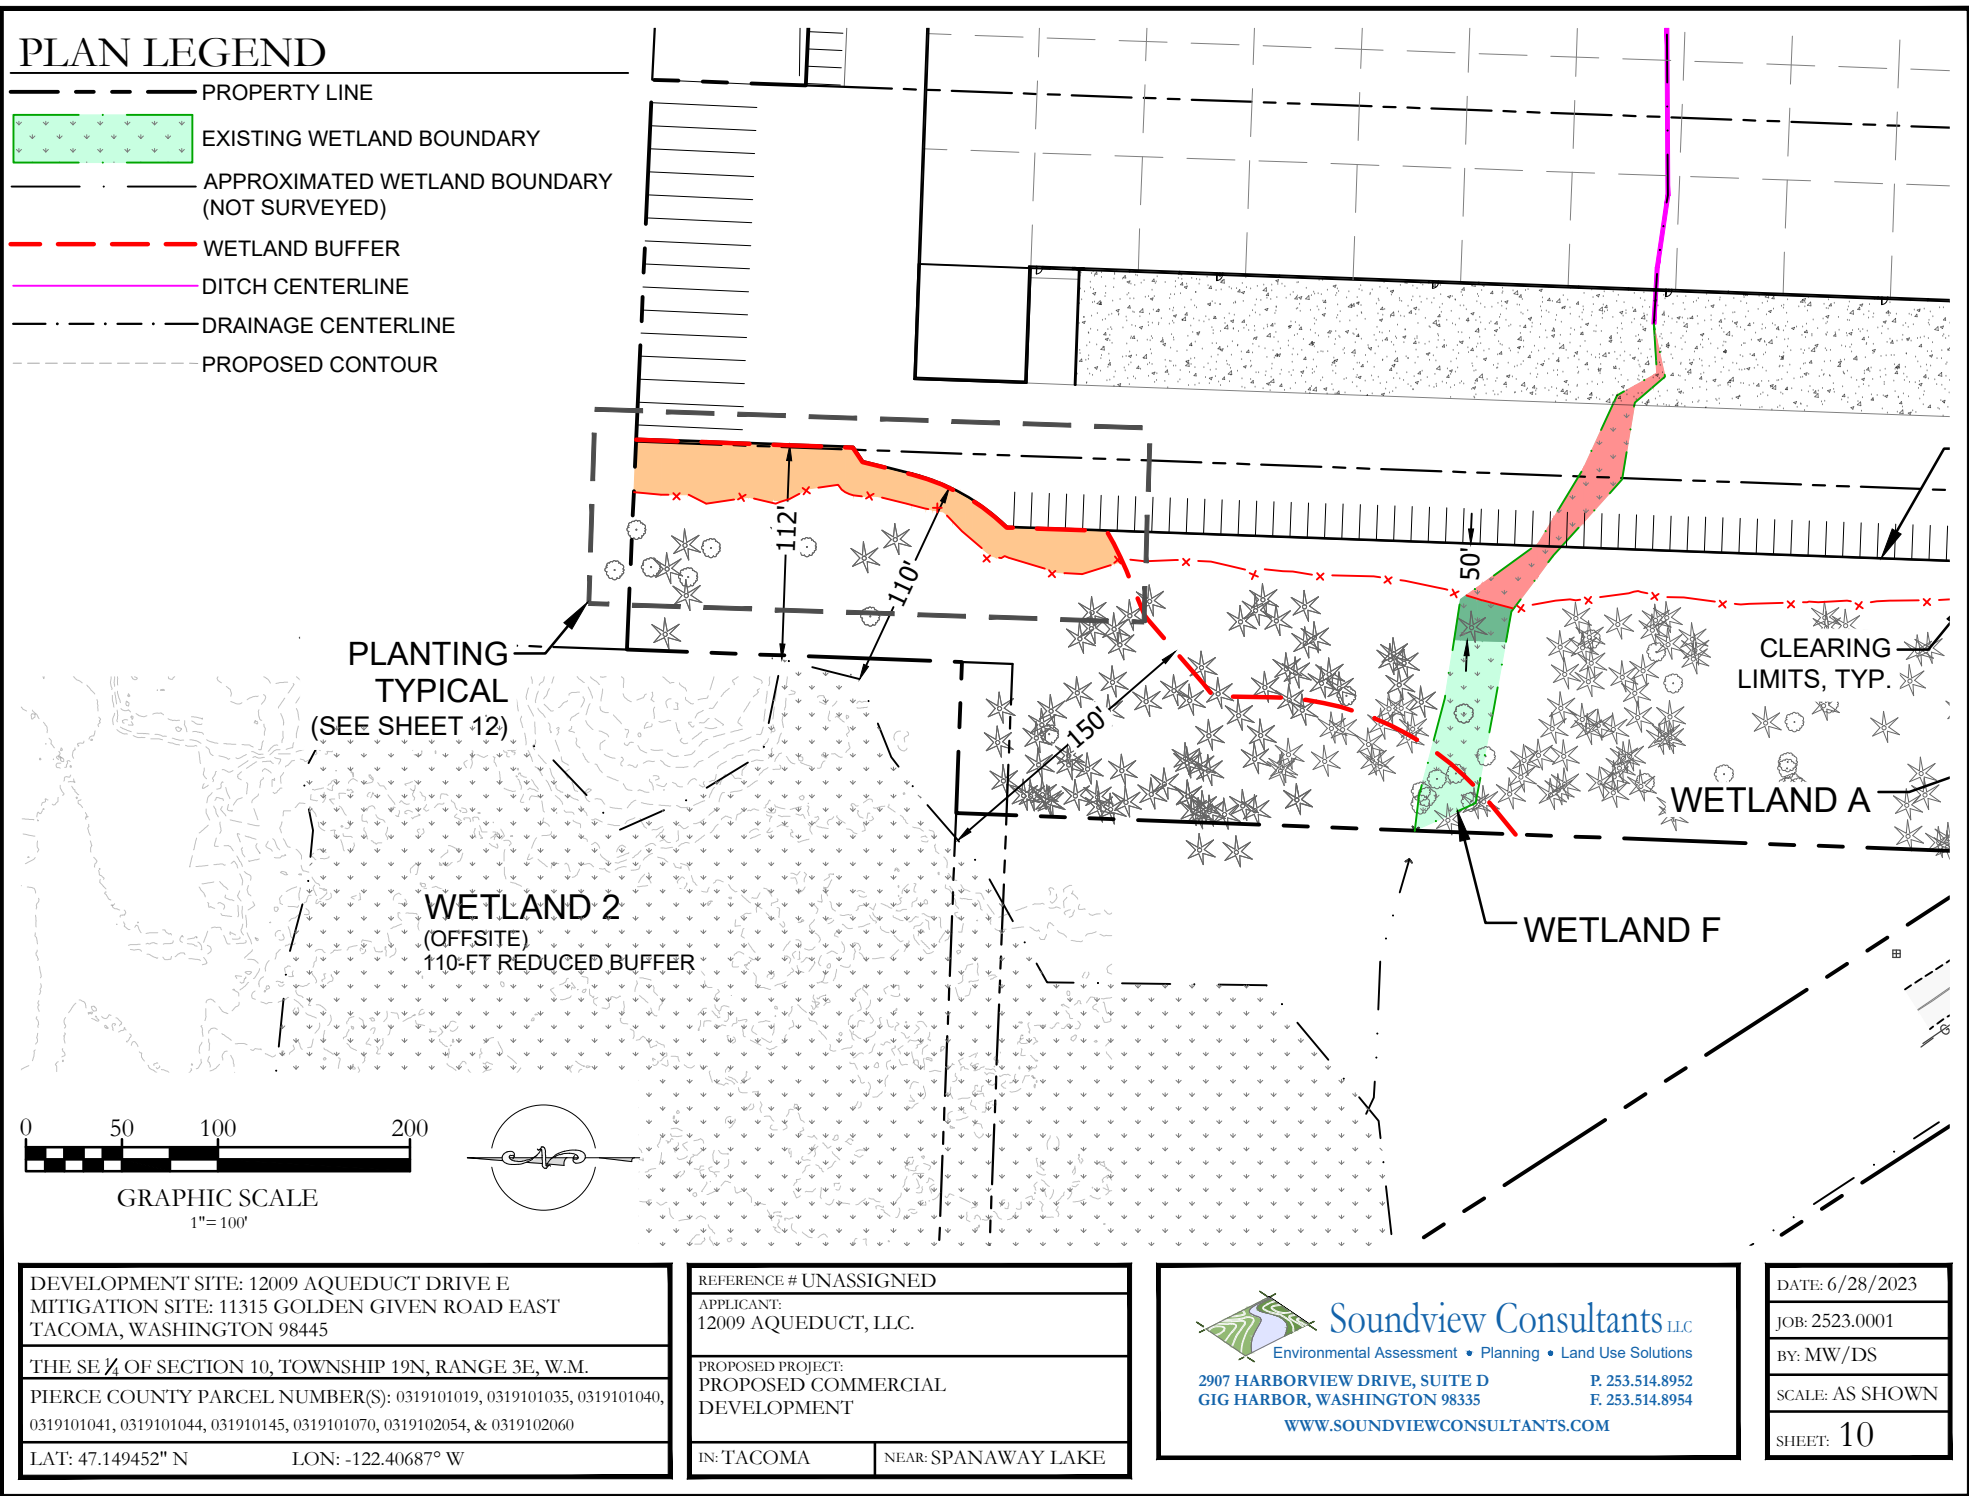 PLAN LEGEND
PROPERTY LINE
EXISTING WETLAND BOUNDARY
APPROXIMATED WETLAND BOUNDARY
(NOT SURVEYED)
WETLAND BUFFER
DITCH CENTERLINE
DRAINAGE CENTERLINE
PROPOSED CONTOUR
112'
110'
150'
50'
PLANTING
TYPICAL
(SEE SHEET 12)
CLEARING
LIMITS, TYP.
WETLAND A
WETLAND F
WETLAND 2
(OFFSITE)
110-FT REDUCED BUFFER
0 50 100 200
GRAPHIC SCALE
1"= 100'
N
DEVELOPMENT SITE: 12009 AQUEDUCT DRIVE E
MITIGATION SITE: 11315 GOLDEN GIVEN ROAD EAST
TACOMA, WASHINGTON 98445
THE SE ¼ OF SECTION 10, TOWNSHIP 19N, RANGE 3E, W.M.
PIERCE COUNTY PARCEL NUMBER(S): 0319101019, 0319101035, 0319101040,
0319101041, 0319101044, 031910145, 0319101070, 0319102054, & 0319102060
LAT: 47.149452" N LON: -122.40687° W
REFERENCE # UNASSIGNED
APPLICANT:
12009 AQUEDUCT, LLC.
PROPOSED PROJECT:
PROPOSED COMMERCIAL
DEVELOPMENT
IN: TACOMA NEAR: SPANAWAY LAKE
Soundview Consultants LLC
Environmental Assessment • Planning • Land Use Solutions
2907 HARBORVIEW DRIVE, SUITE D P. 253.514.8952
GIG HARBOR, WASHINGTON 98335 F. 253.514.8954
WWW.SOUNDVIEWCONSULTANTS.COM
DATE: 6/28/2023
JOB: 2523.0001
BY: MW/DS
SCALE: AS SHOWN
SHEET: 10